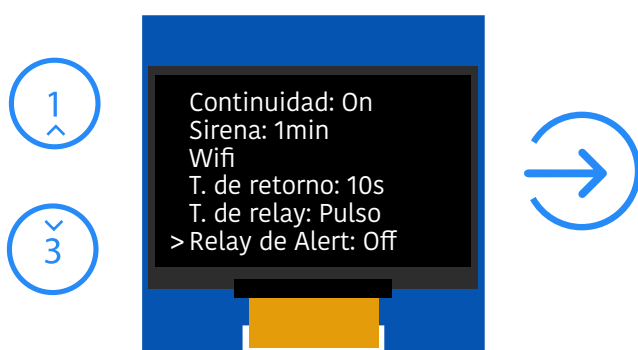 1
3
Continuidad: On
Sirena: 1min
Wifi
T. de retorno: 10s
T. de relay: Pulso
>Relay de Alert: Off